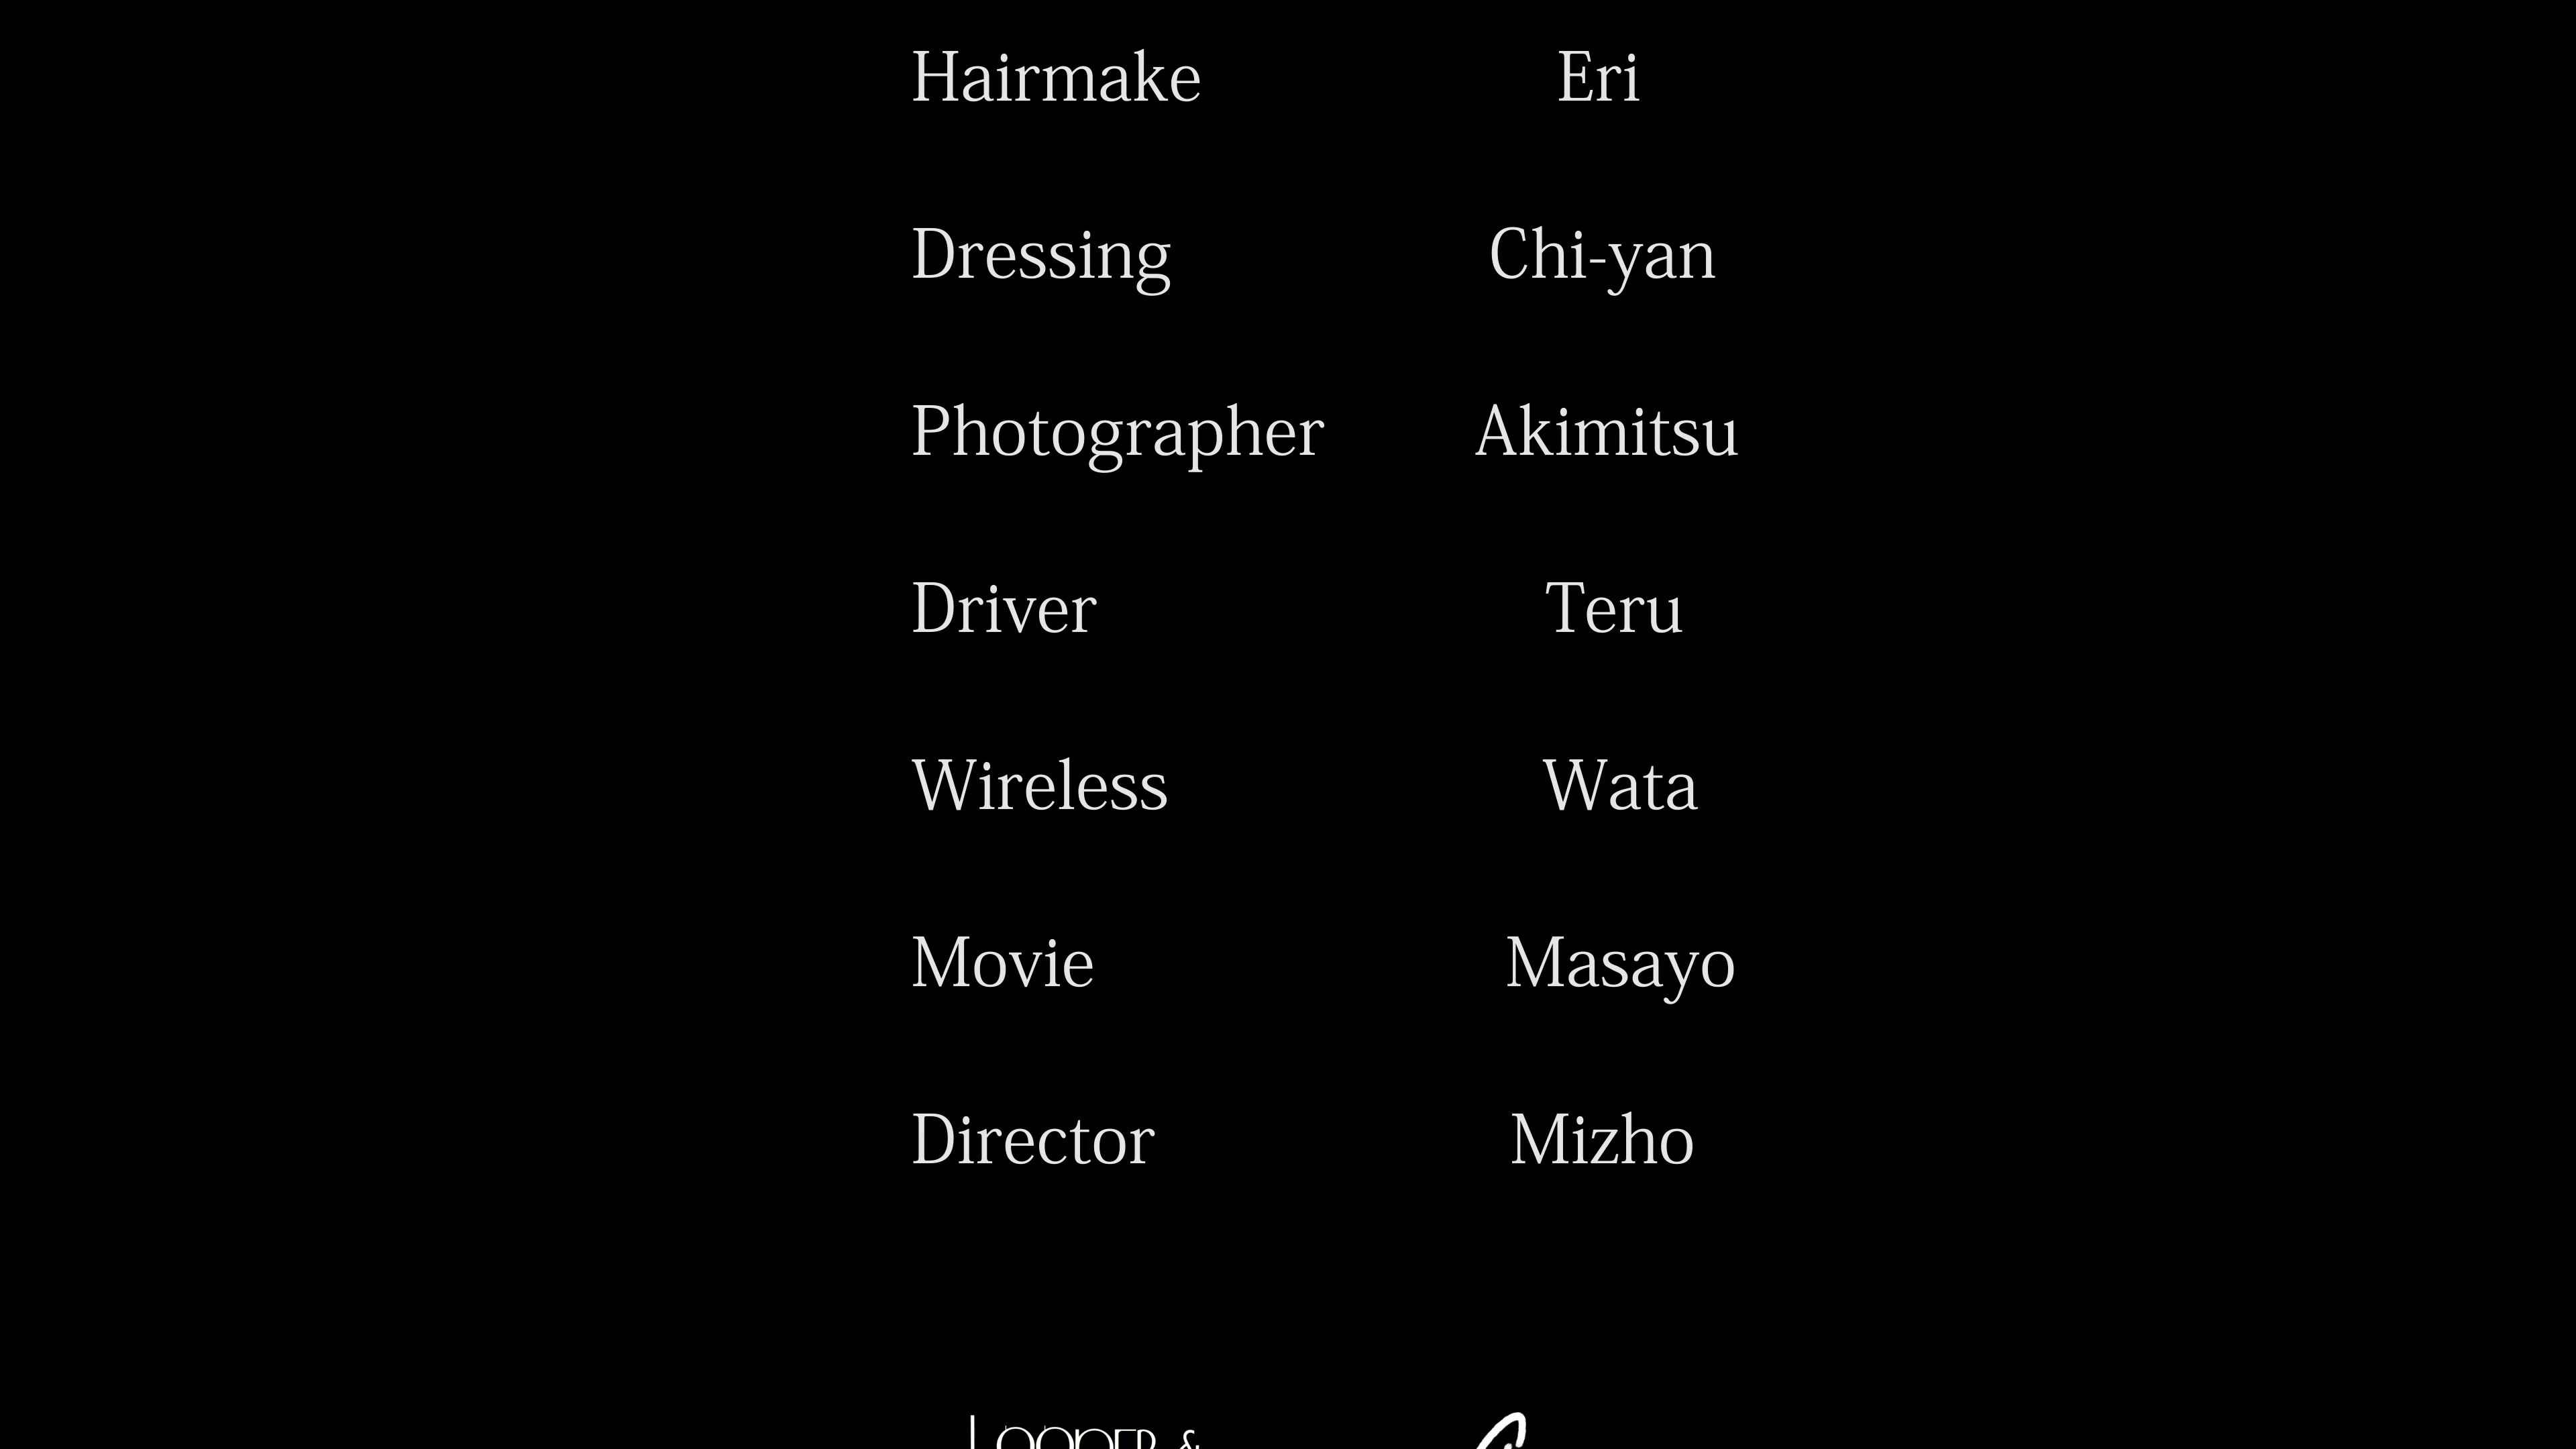 Hairmake Eri
Dressing Chi-yan
Photographer Akimitsu
Driver Teru
Wireless Wata
Movie Masayo
Director Mizho